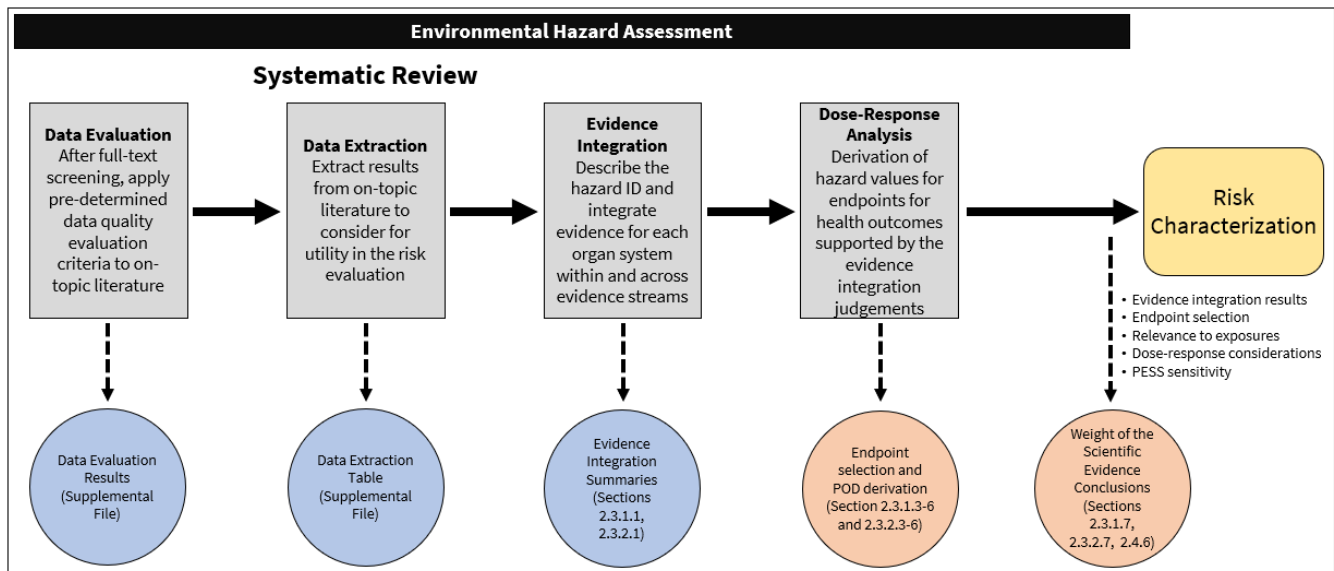 Environmental Hazard Assessment
Systematic Review
Data Evaluation
After full-text
screening, apply
pre-determined
data quality
evaluation
criteria to on-
topic literature
Data Extraction
Extract results
from on-topic
literature to
consider for
utility in the risk
evaluation
Evidence
Integration
Describe the
hazard ID and
integrate
evidence for each
organ system
within and across
evidence streams
Dose-Response
Analysis
Derivation of
hazard values for
endpoints for
health outcomes
supported by the
evidence
integration
judgements
Risk
Characterization
• Evidence integration results
• Endpoint selection
• Relevance to exposures
• Dose-response considerations
• PESS sensitivity
Data Evaluation
Results
(Supplemental
File)
Data Extraction
Table
(Supplemental
File)
Evidence
Integration
Summaries
(Sections
2.3.1.1,
2.3.2.1)
Endpoint
selection and
POD derivation
(Section 2.3.1.3-6
and 2.3.2.3-6)
Weight of the
Scientific
Evidence
Conclusions
(Sections
2.3.1.7,
2.3.2.7, 2.4.6)